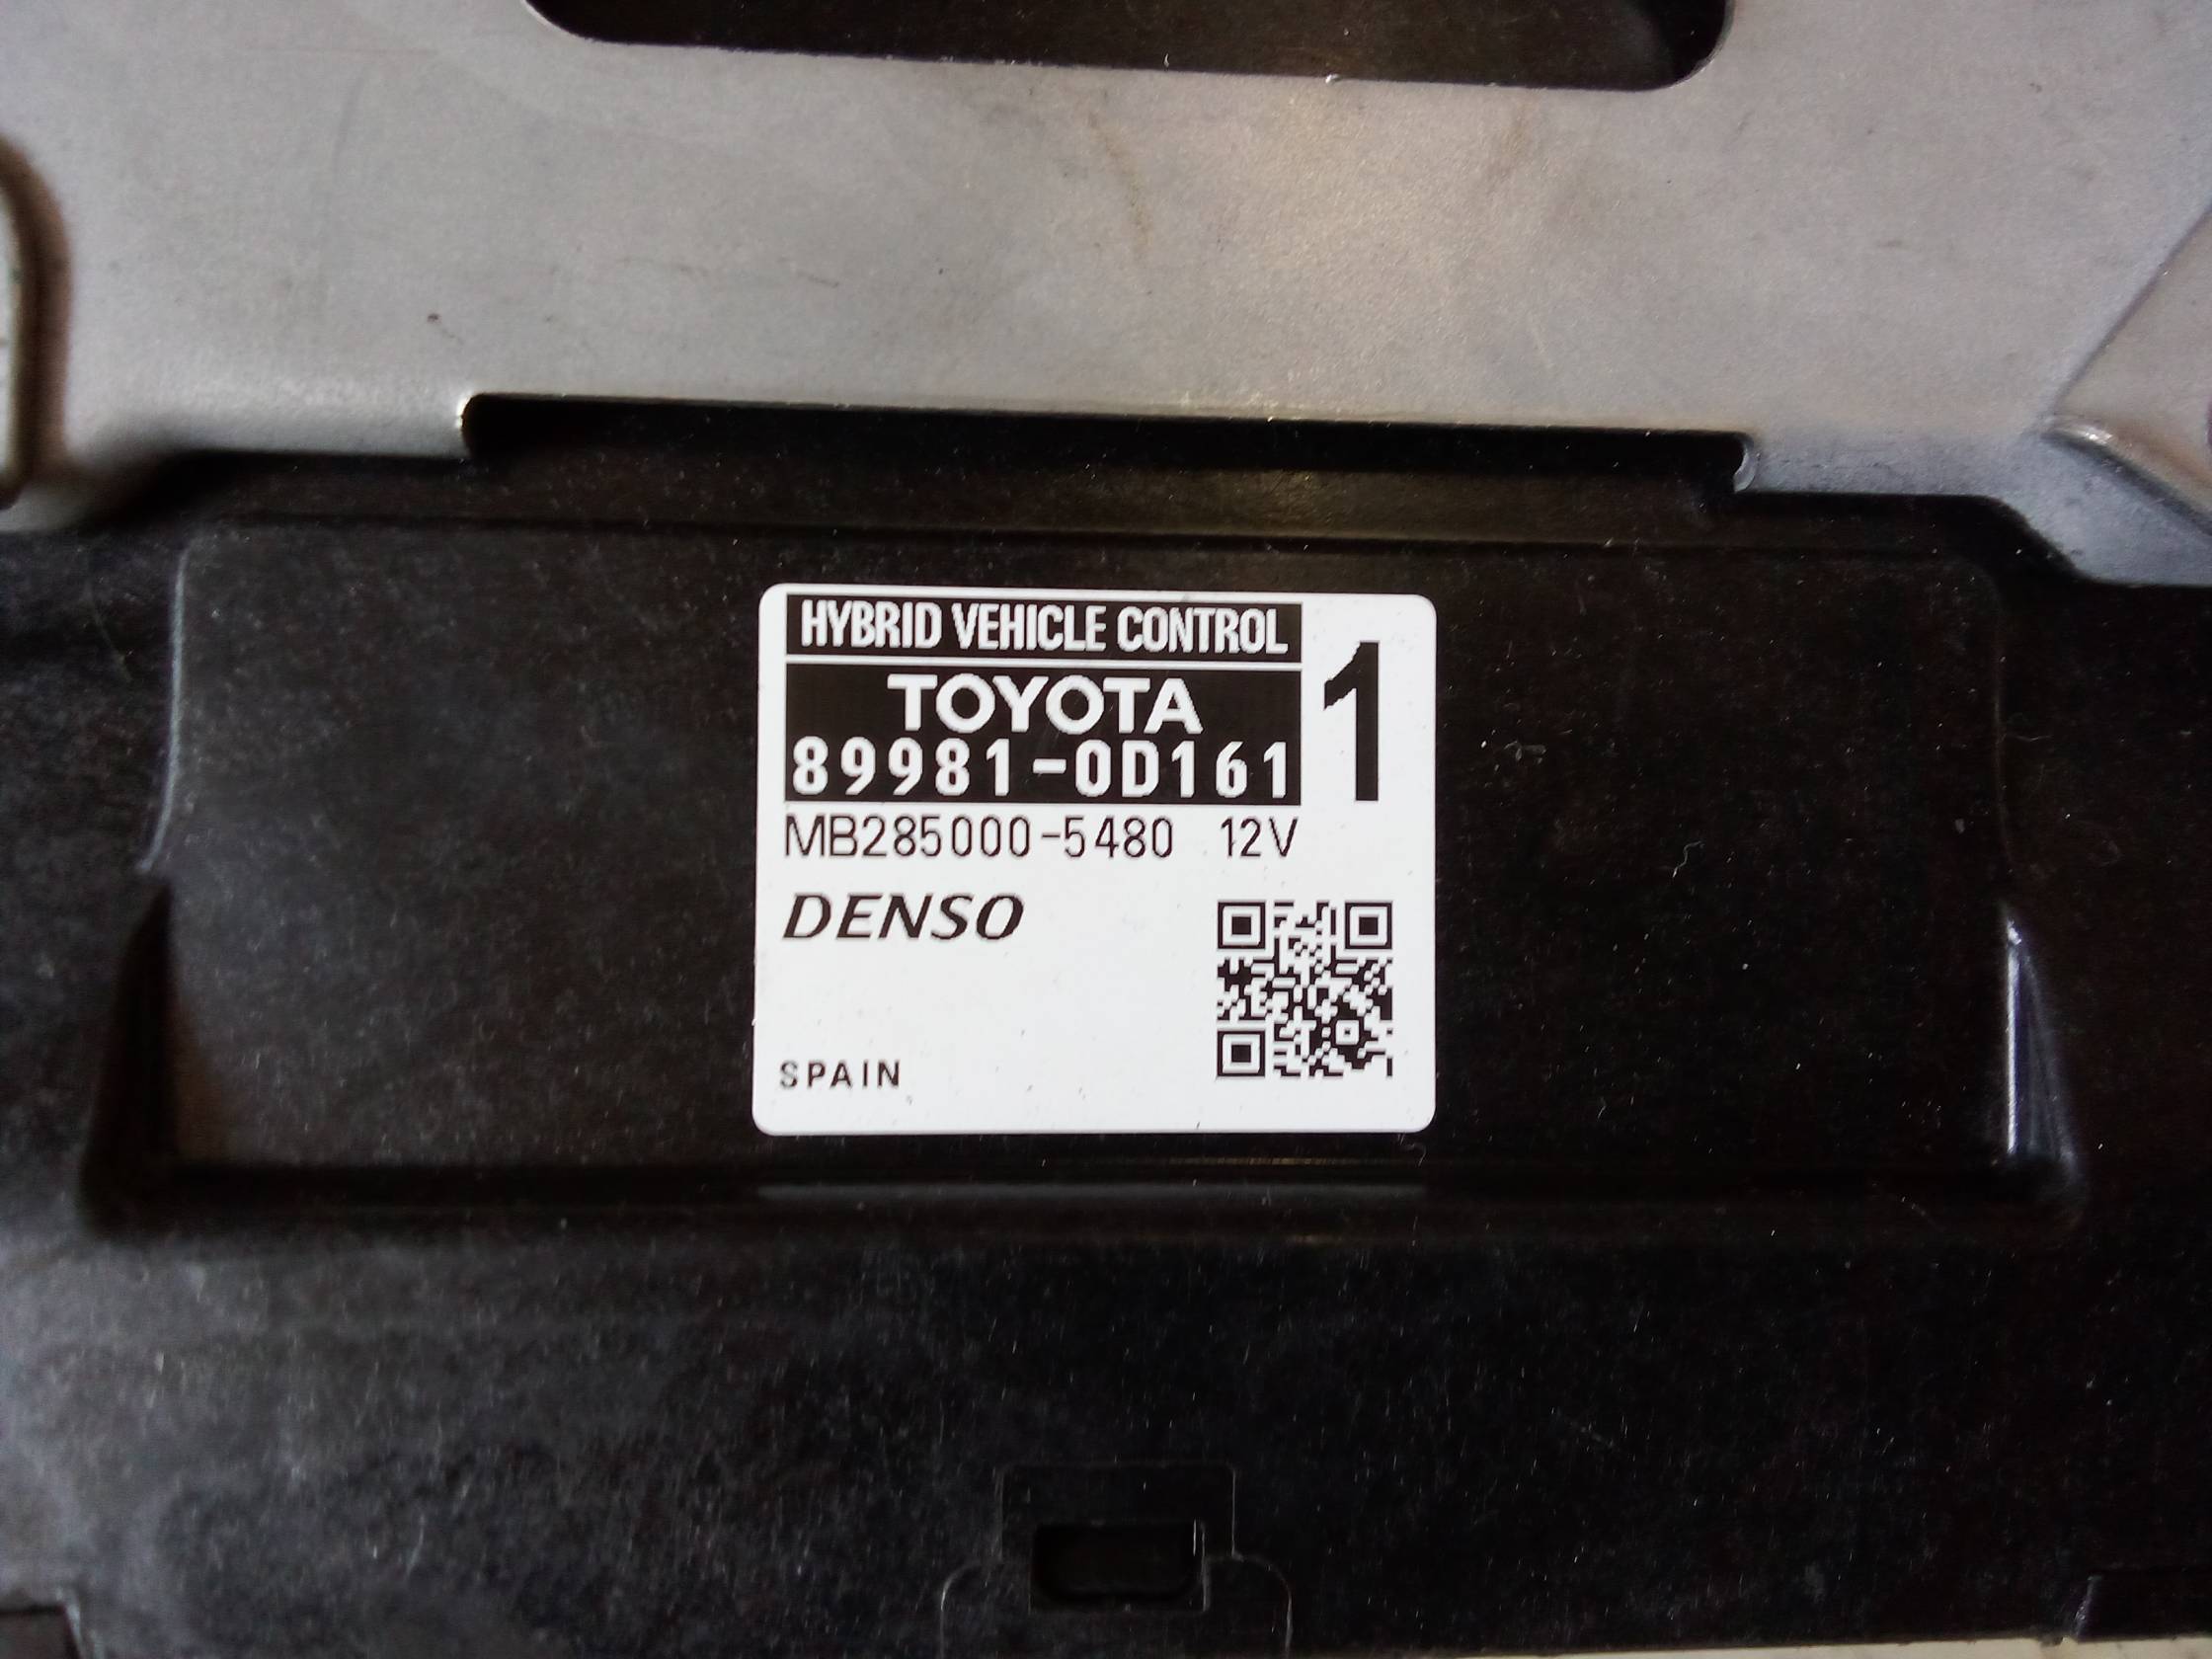 HYBRID VEHICLE CONTROL
TOYOTA
89981-0D161
1
MB285000-5480 12V
DENSO
SPAIN